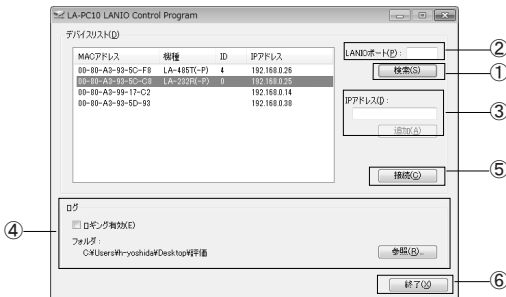 LA-PC10 LANIO Control Program
デバイスリスト(D)
MACアドレス 機種 ID IPアドレス
00-80-A3-93-5C-F8 LA-485T(-P) 4 192.168.0.26
00-80-A3-93-5C-C8 LA-232R(-P) 0 192.168.0.25
00-80-A3-99-17-C2 192.168.0.14
00-80-A3-93-5D-93 192.168.0.38
LANIOポート(P): ②
検索(S) ①
IPアドレス(I): ③
追加(A)
接続(C) ⑤
ログ
④
ロギング有効(E)
フォルダ:
C:¥Users¥h-yoshida¥Desktop¥評価
参照(R)...
終了(X) ⑥